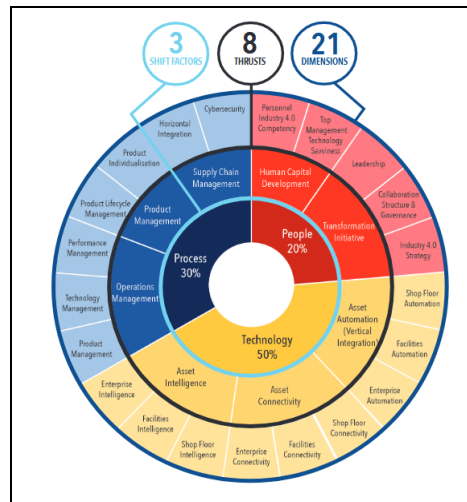 3
SHIFT FACTORS
8
THRUSTS
21
DIMENSIONS
Cybersecurity
Personnel
Industry 4.0
Competency
Top
Management
Technology
Savviness
Leadership
Collaboration
Structure &
Governance
Industry 4.0
Strategy
Shop Floor
Automation
Facilities
Automation
Enterprise
Automation
Shop Floor
Connectivity
Facilities
Connectivity
Enterprise
Connectivity
Shop Floor
Intelligence
Facilities
Intelligence
Enterprise
Intelligence
Product
Management
Technology
Management
Performance
Management
Product Lifecycle
Management
Product
Individualisation
Horizontal
Integration
Supply Chain
Management
Human Capital
Development
Transformation
Initiative
Asset
Automation
(Vertical
Integration)
Asset
Connectivity
Asset
Intelligence
Operations
Management
Product
Management
Process
30%
People
20%
Technology
50%